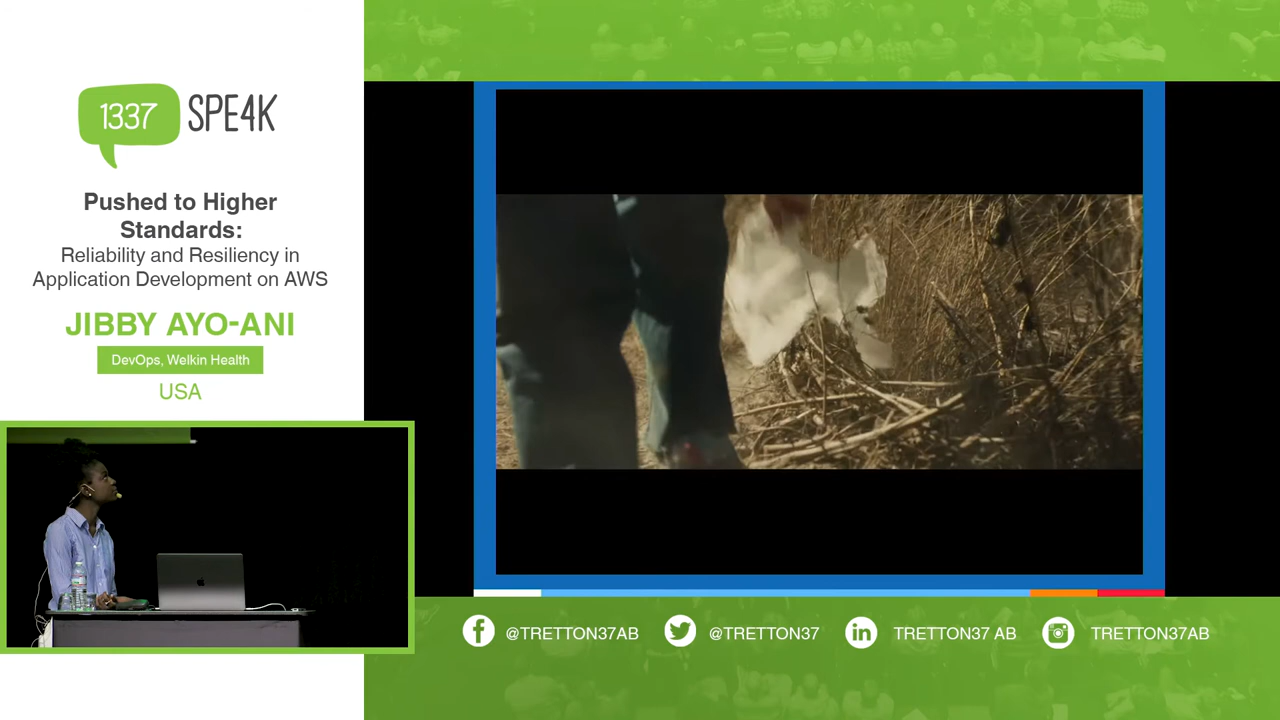 1337
SPE4K
Pushed to Higher
Standards:
Reliability and Resiliency in
Application Development on AWS
JIBBY AYO-ANI
DevOps, Welkin Health
USA
@TRETTON37AB
@TRETTON37
TRETTON37 AB
TRETTON37AB